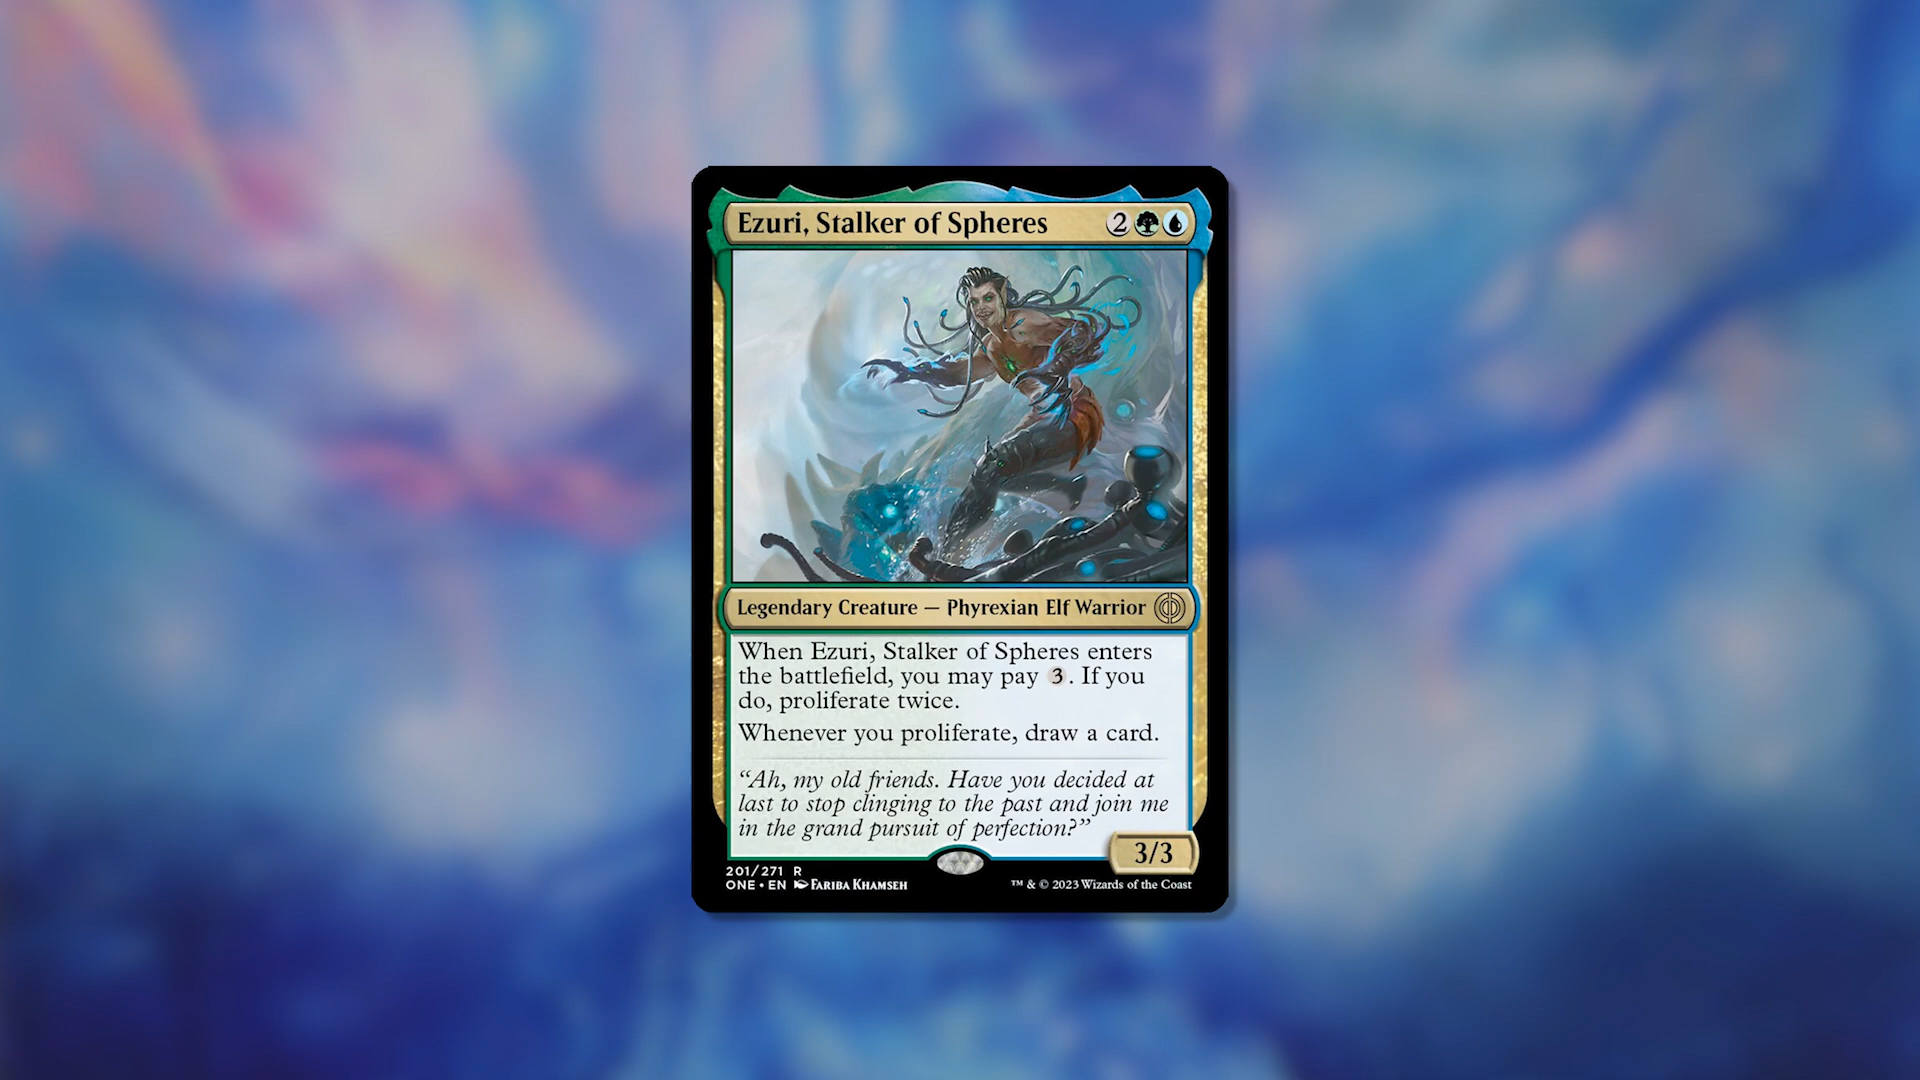 Ezuri, Stalker of Spheres 2
Legendary Creature — Phyrexian Elf Warrior
When Ezuri, Stalker of Spheres enters
the battlefield, you may pay 3. If you
do, proliferate twice.
Whenever you proliferate, draw a card.
“Ah, my old friends. Have you decided at
last to stop clinging to the past and join me
in the grand pursuit of perfection?”
3/3
201/271 R
ONE • EN Fariba Khamseh
™ & © 2023 Wizards of the Coast